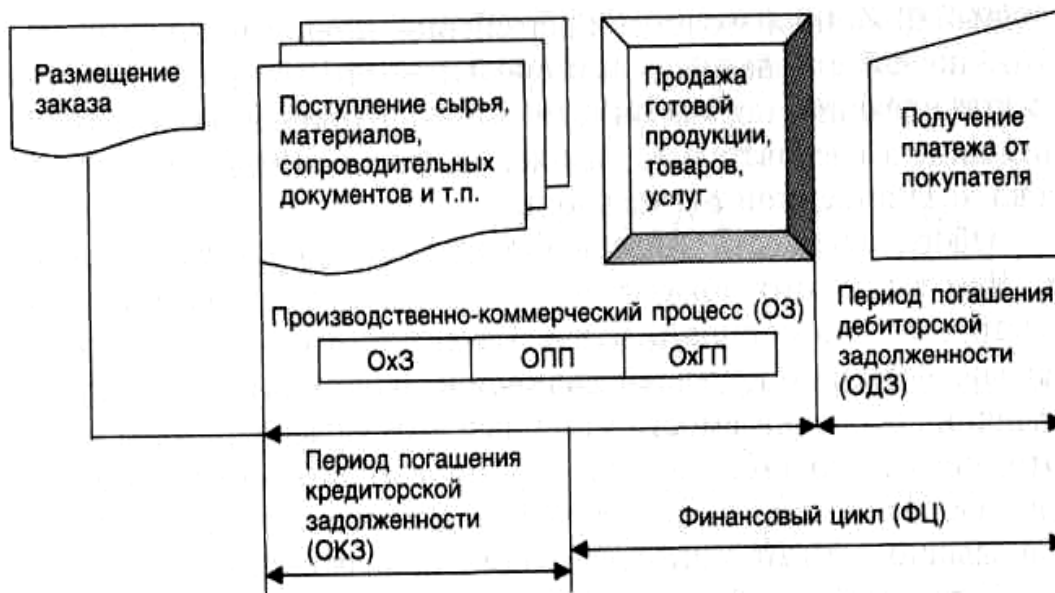 Размещение
заказа
Поступление сырья,
материалов,
сопроводительных
документов и т.п.
Продажа
готовой
продукции,
товаров,
услуг
Получение
платежа от
покупателя
Производственно-коммерческий процесс (ОЗ)
ОхЗ ОПП ОхГП
Период погашения
дебиторской
задолженности
(ОДЗ)
Период погашения
кредиторской
задолженности
(ОКЗ)
Финансовый цикл (ФЦ)